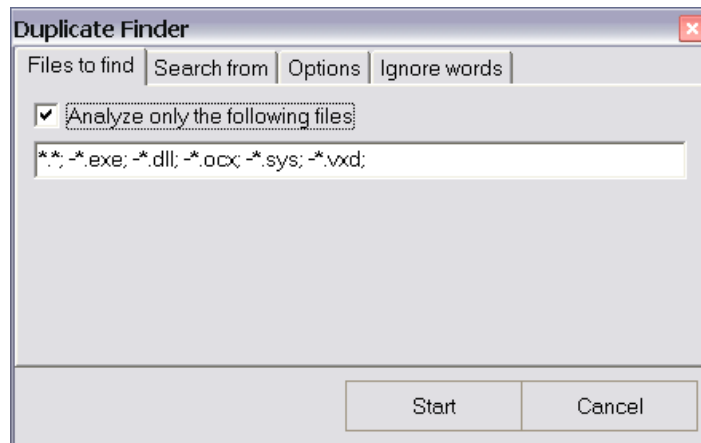 Duplicate Finder
Files to find Search from Options Ignore words
Analyze only the following files
*.*; -*.exe; -*.dll; -*.ocx; -*.sys; -*.vxd;
Start Cancel